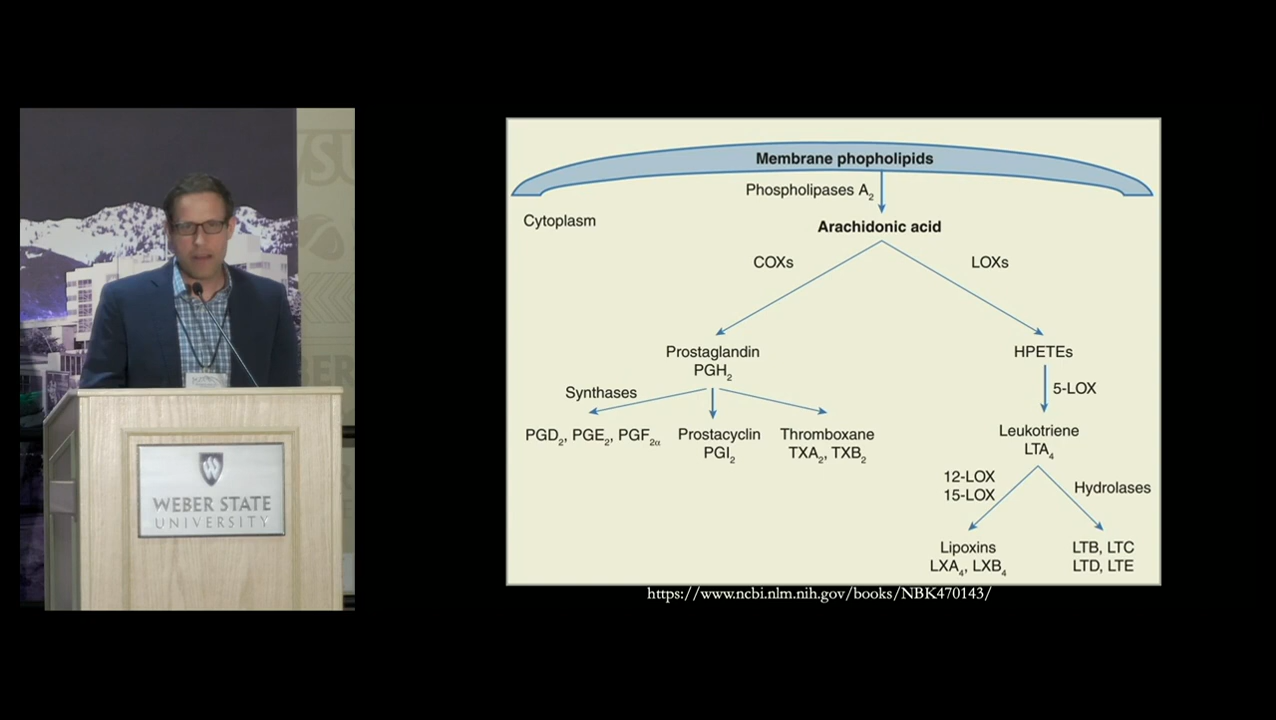 Membrane phopholipids
Phospholipases A2
Cytoplasm
Arachidonic acid
COXs
LOXs
Prostaglandin
PGH2
HPETEs
Synthases
5-LOX
PGD2, PGE2, PGF2α
Prostacyclin
PGI2
Thromboxane
TXA2, TXB2
Leukotriene
LTA4
12-LOX
15-LOX
Hydrolases
Lipoxins
LXA4, LXB4
LTB, LTC
LTD, LTE
https://www.ncbi.nlm.nih.gov/books/NBK470143/
WEBER STATE
UNIVERSITY